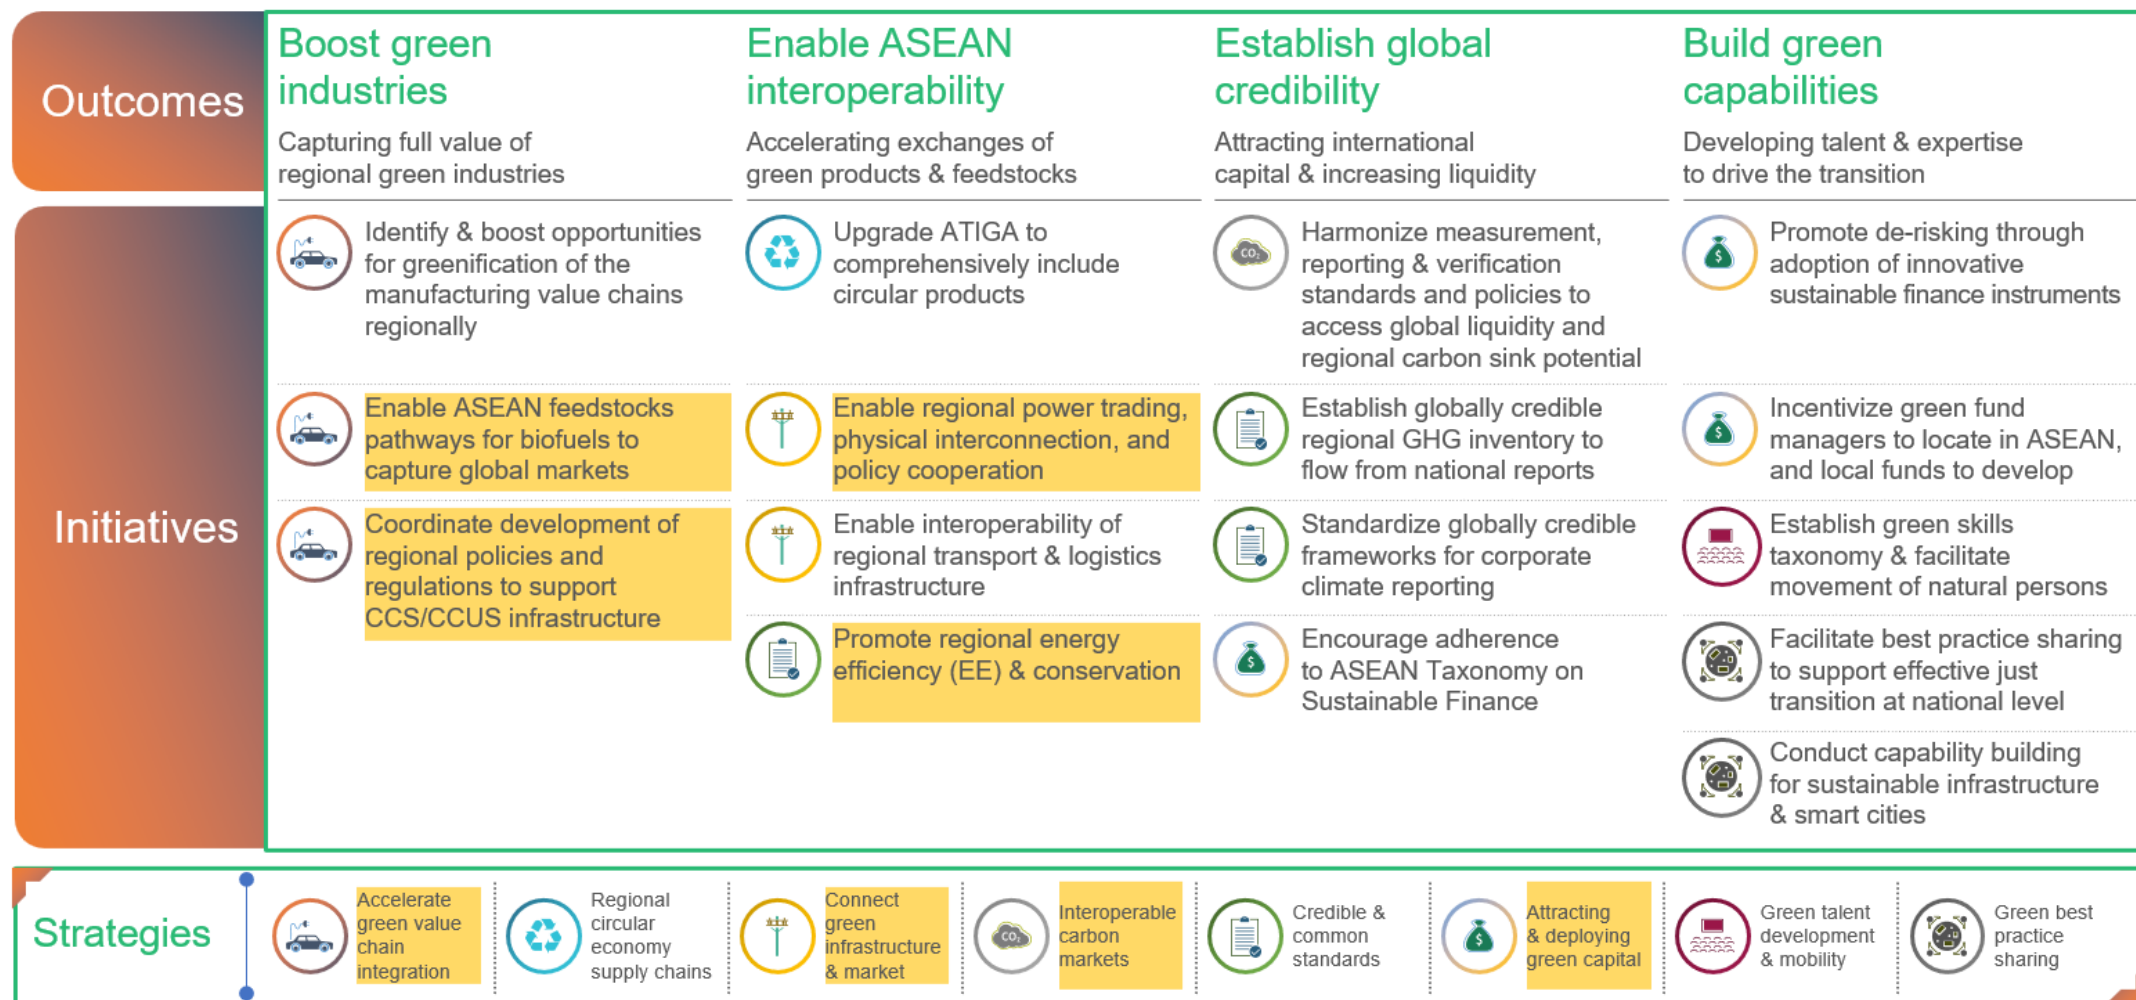 Outcomes
Boost green
industries
Capturing full value of
regional green industries
Enable ASEAN
interoperability
Accelerating exchanges of
green products & feedstocks
Establish global
credibility
Attracting international
capital & increasing liquidity
Build green
capabilities
Developing talent & expertise
to drive the transition
Initiatives
Identify & boost opportunities
for greenification of the
manufacturing value chains
regionally
Enable ASEAN feedstocks
pathways for biofuels to
capture global markets
Coordinate development of
regional policies and
regulations to support
CCS/CCUS infrastructure
Upgrade ATIGA to
comprehensively include
circular products
Enable regional power trading,
physical interconnection, and
policy cooperation
Enable interoperability of
regional transport & logistics
infrastructure
Promote regional energy
efficiency (EE) & conservation
CO₂
Harmonize measurement,
reporting & verification
standards and policies to
access global liquidity and
regional carbon sink potential
Establish globally credible
regional GHG inventory to
flow from national reports
Standardize globally credible
frameworks for corporate
climate reporting
$
Encourage adherence
to ASEAN Taxonomy on
Sustainable Finance
$
Promote de-risking through
adoption of innovative
sustainable finance instruments
$
Incentivize green fund
managers to locate in ASEAN,
and local funds to develop
Establish green skills
taxonomy & facilitate
movement of natural persons
Facilitate best practice sharing
to support effective just
transition at national level
Conduct capability building
for sustainable infrastructure
& smart cities
Strategies
Accelerate
green value
chain
integration
Regional
circular
economy
supply chains
Connect
green
infrastructure
& market
CO₂
Interoperable
carbon
markets
Credible &
common
standards
$
Attracting
& deploying
green capital
Green talent
development
& mobility
Green best
practice
sharing